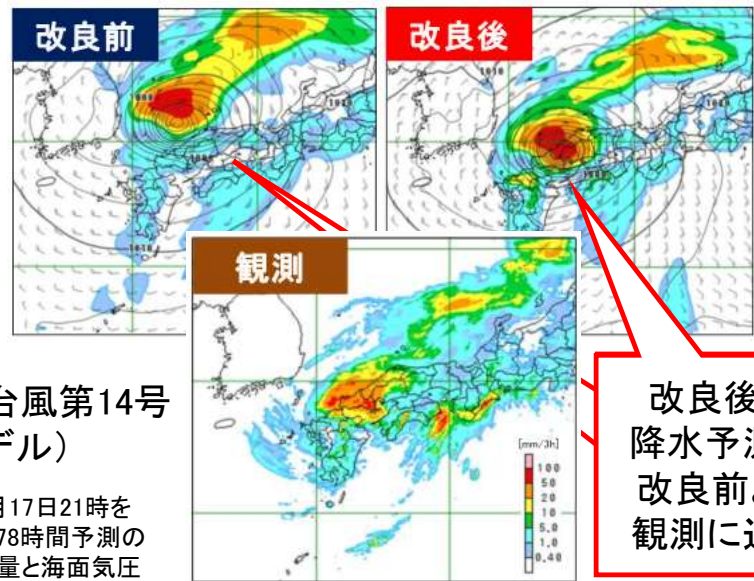 改良前
改良後
観測
台風第14号
デル）
月17日21時を
78時間予測の
量と海面気圧
[mm/3h]
100
50
20
10
5.0
1.0
0.40
改良後
降水予測
改良前
観測に近